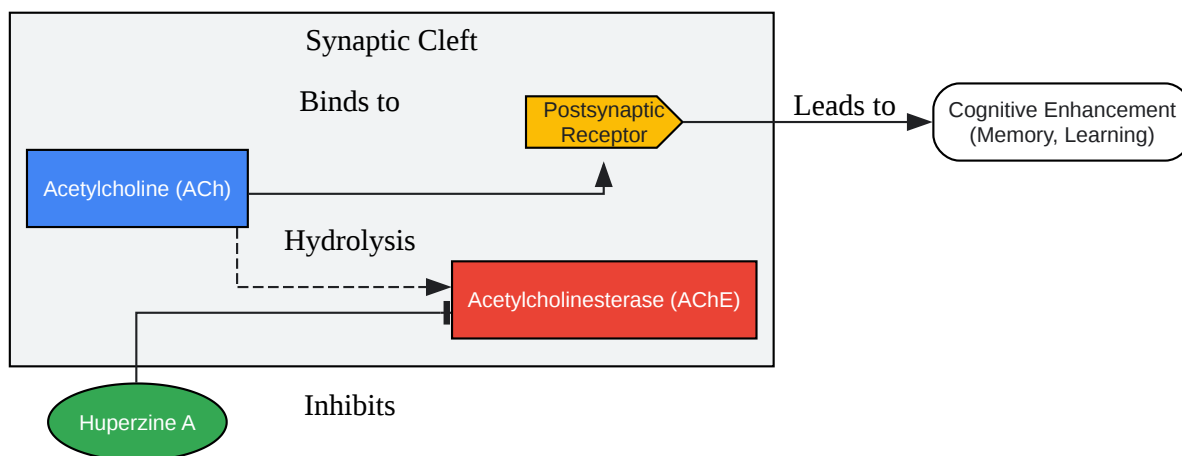 Synaptic Cleft
Binds to
Postsynaptic
Receptor
Leads to
Cognitive Enhancement
(Memory, Learning)
Acetylcholine (ACh)
Hydrolysis
Acetylcholinesterase (AChE)
Inhibits
Huperzine A